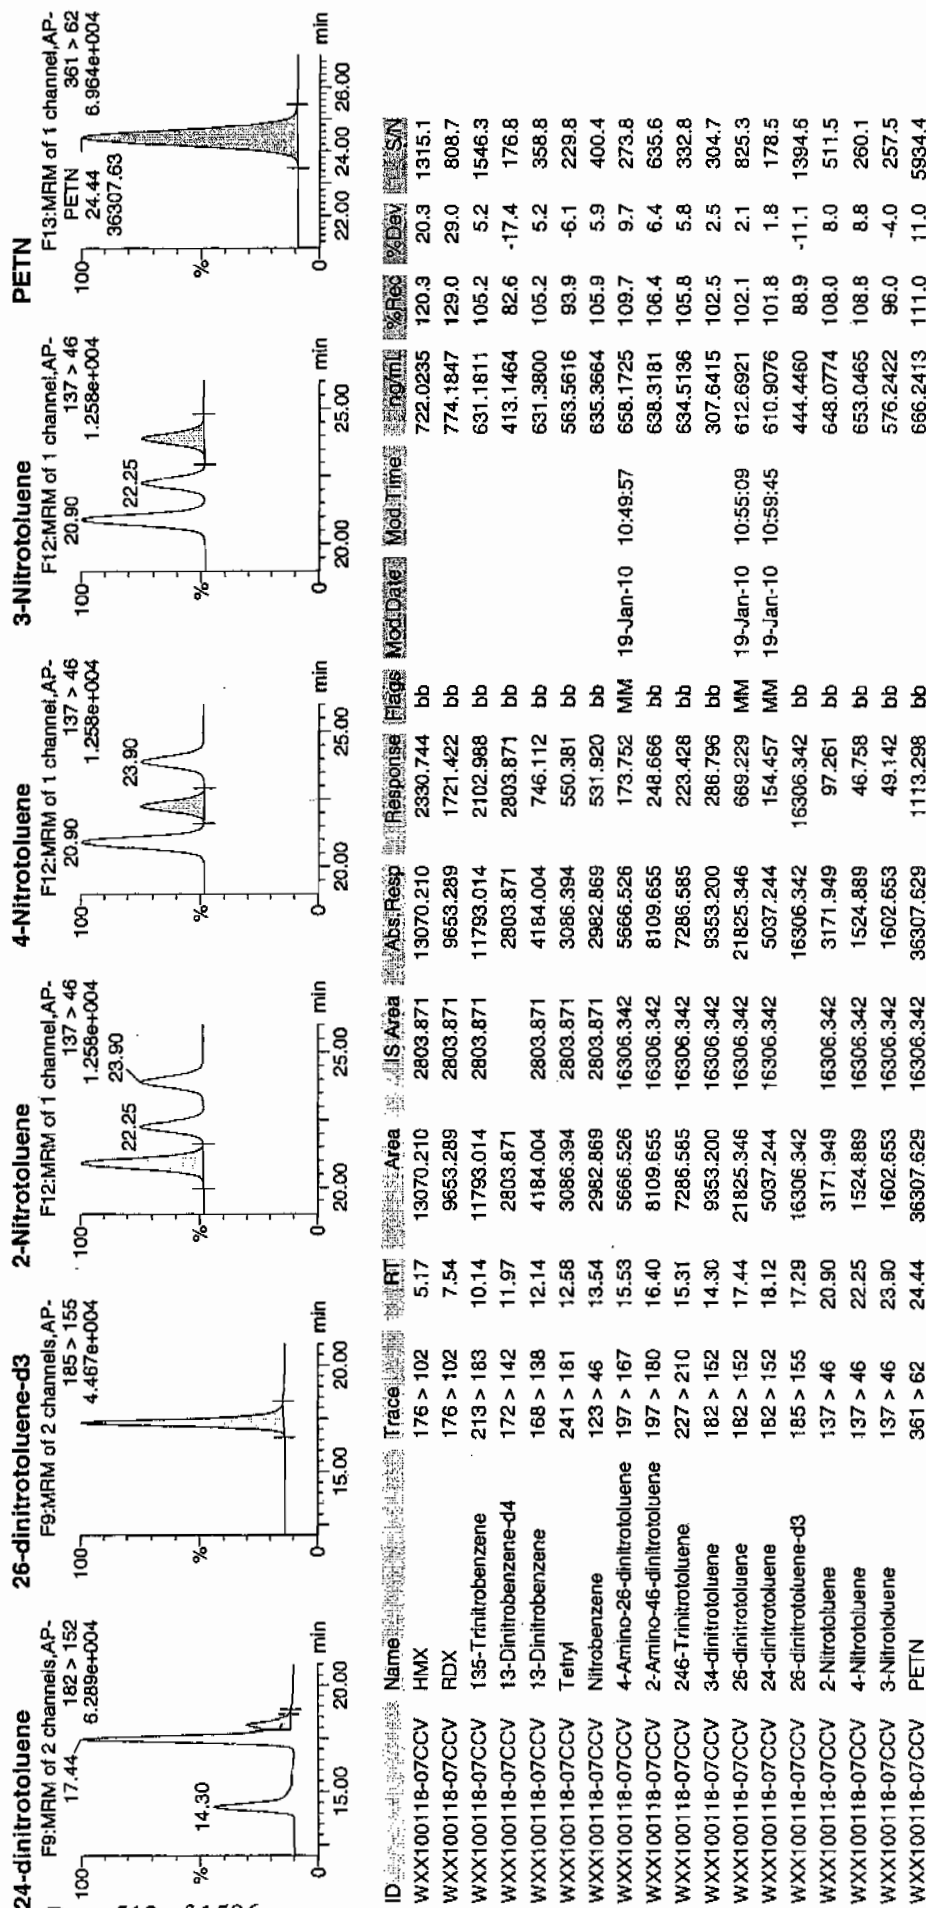 24-dinitrotoluene
F9:MRM of 2 channels,AP-
182 > 152
6.289e+004
17.44
14.30
100
%
0
15.00
20.00
min
26-dinitrotoluene-d3
F9:MRM of 2 channels,AP-
185 > 155
4.467e+004
100
%
0
15.00
20.00
min
2-Nitrotoluene
F12:MRM of 1 channel,AP-
137 > 46
1.258e+004
23.90
22.25
100
%
0
20.00
25.00
min
4-Nitrotoluene
F12:MRM of 1 channel,AP-
137 > 46
1.258e+004
20.90
23.90
100
%
0
20.00
25.00
min
3-Nitrotoluene
F12:MRM of 1 channel,AP-
137 > 46
1.258e+004
20.90
22.25
100
%
0
20.00
25.00
min
PETN
F13:MRM of 1 channel,AP-
361 > 62
6.964e+004
PETN
24.44
36307.63
100
%
0
22.00
24.00
26.00
min
ID Name Trace RT Area IS Area Abs.Resp Response Flags Mod.Date Mod.Time ng/mL %Rec %Dev S/N
WXX100118-07CCV HMX 176 > 102 5.17 13070.210 2803.871 13070.210 2330.744 bb 722.0235 120.3 20.3 1315.1
WXX100118-07CCV RDX 176 > 102 7.54 9653.289 2803.871 9653.289 1721.422 bb 774.1847 129.0 29.0 808.7
WXX100118-07CCV 135-Trinitrobenzene 213 > 183 10.14 11793.014 2803.871 11793.014 2102.988 bb 631.1811 105.2 5.2 1546.3
WXX100118-07CCV 13-Dinitrobenzene-d4 172 > 142 11.97 2803.871 2803.871 2803.871 bb 413.1464 82.6 -17.4 176.8
WXX100118-07CCV 13-Dinitrobenzene 168 > 138 12.14 4184.004 2803.871 4184.004 746.112 bb 631.3800 105.2 5.2 358.8
WXX100118-07CCV Tetryl 241 > 181 12.58 3086.394 2803.871 3086.394 550.381 bb 563.5616 93.9 -6.1 229.8
WXX100118-07CCV Nitrobenzene 123 > 46 13.54 2982.869 2803.871 2982.869 531.920 bb 635.3664 105.9 5.9 400.4
WXX100118-07CCV 4-Amino-26-dinitrotoluene 197 > 167 15.53 5666.526 16306.342 5666.526 173.752 MM 19-Jan-10 10:49:57 658.1725 109.7 9.7 273.8
WXX100118-07CCV 2-Amino-46-dinitrotoluene 197 > 180 16.40 8109.655 16306.342 8109.655 248.666 bb 638.3181 106.4 6.4 635.6
WXX100118-07CCV 246-Trinitrotoluene 227 > 210 15.31 7286.585 16306.342 7286.585 223.428 bb 634.5136 105.8 5.8 332.8
WXX100118-07CCV 34-dinitrotoluene 182 > 152 14.30 9353.200 16306.342 9353.200 286.796 bb 307.6415 102.5 2.5 394.7
WXX100118-07CCV 26-dinitrotoluene 182 > 152 17.44 21825.346 16306.342 21825.346 669.229 MM 19-Jan-10 10:55:09 612.6921 102.1 2.1 825.3
WXX100118-07CCV 24-dinitrotoluene 182 > 152 18.12 5037.244 16306.342 5037.244 154.457 MM 19-Jan-10 10:59:45 610.9076 101.8 1.8 178.5
WXX100118-07CCV 26-dinitrotoluene-d3 185 > 155 17.29 16306.342 16306.342 16306.342 bb 444.4460 88.9 -11.1 1394.6
WXX100118-07CCV 2-Nitrotoluene 137 > 46 20.90 3171.949 16306.342 3171.949 97.261 bb 648.0774 108.0 8.0 511.5
WXX100118-07CCV 4-Nitrotoluene 137 > 46 22.25 1524.889 16306.342 1524.889 46.758 bb 653.0465 108.8 8.8 260.1
WXX100118-07CCV 3-Nitrotoluene 137 > 46 23.90 1602.653 16306.342 1602.653 49.142 bb 576.2422 96.0 -4.0 257.5
WXX100118-07CCV PETN 361 > 62 24.44 36307.629 16306.342 36307.629 1113.298 bb 666.2413 111.0 11.0 5934.4